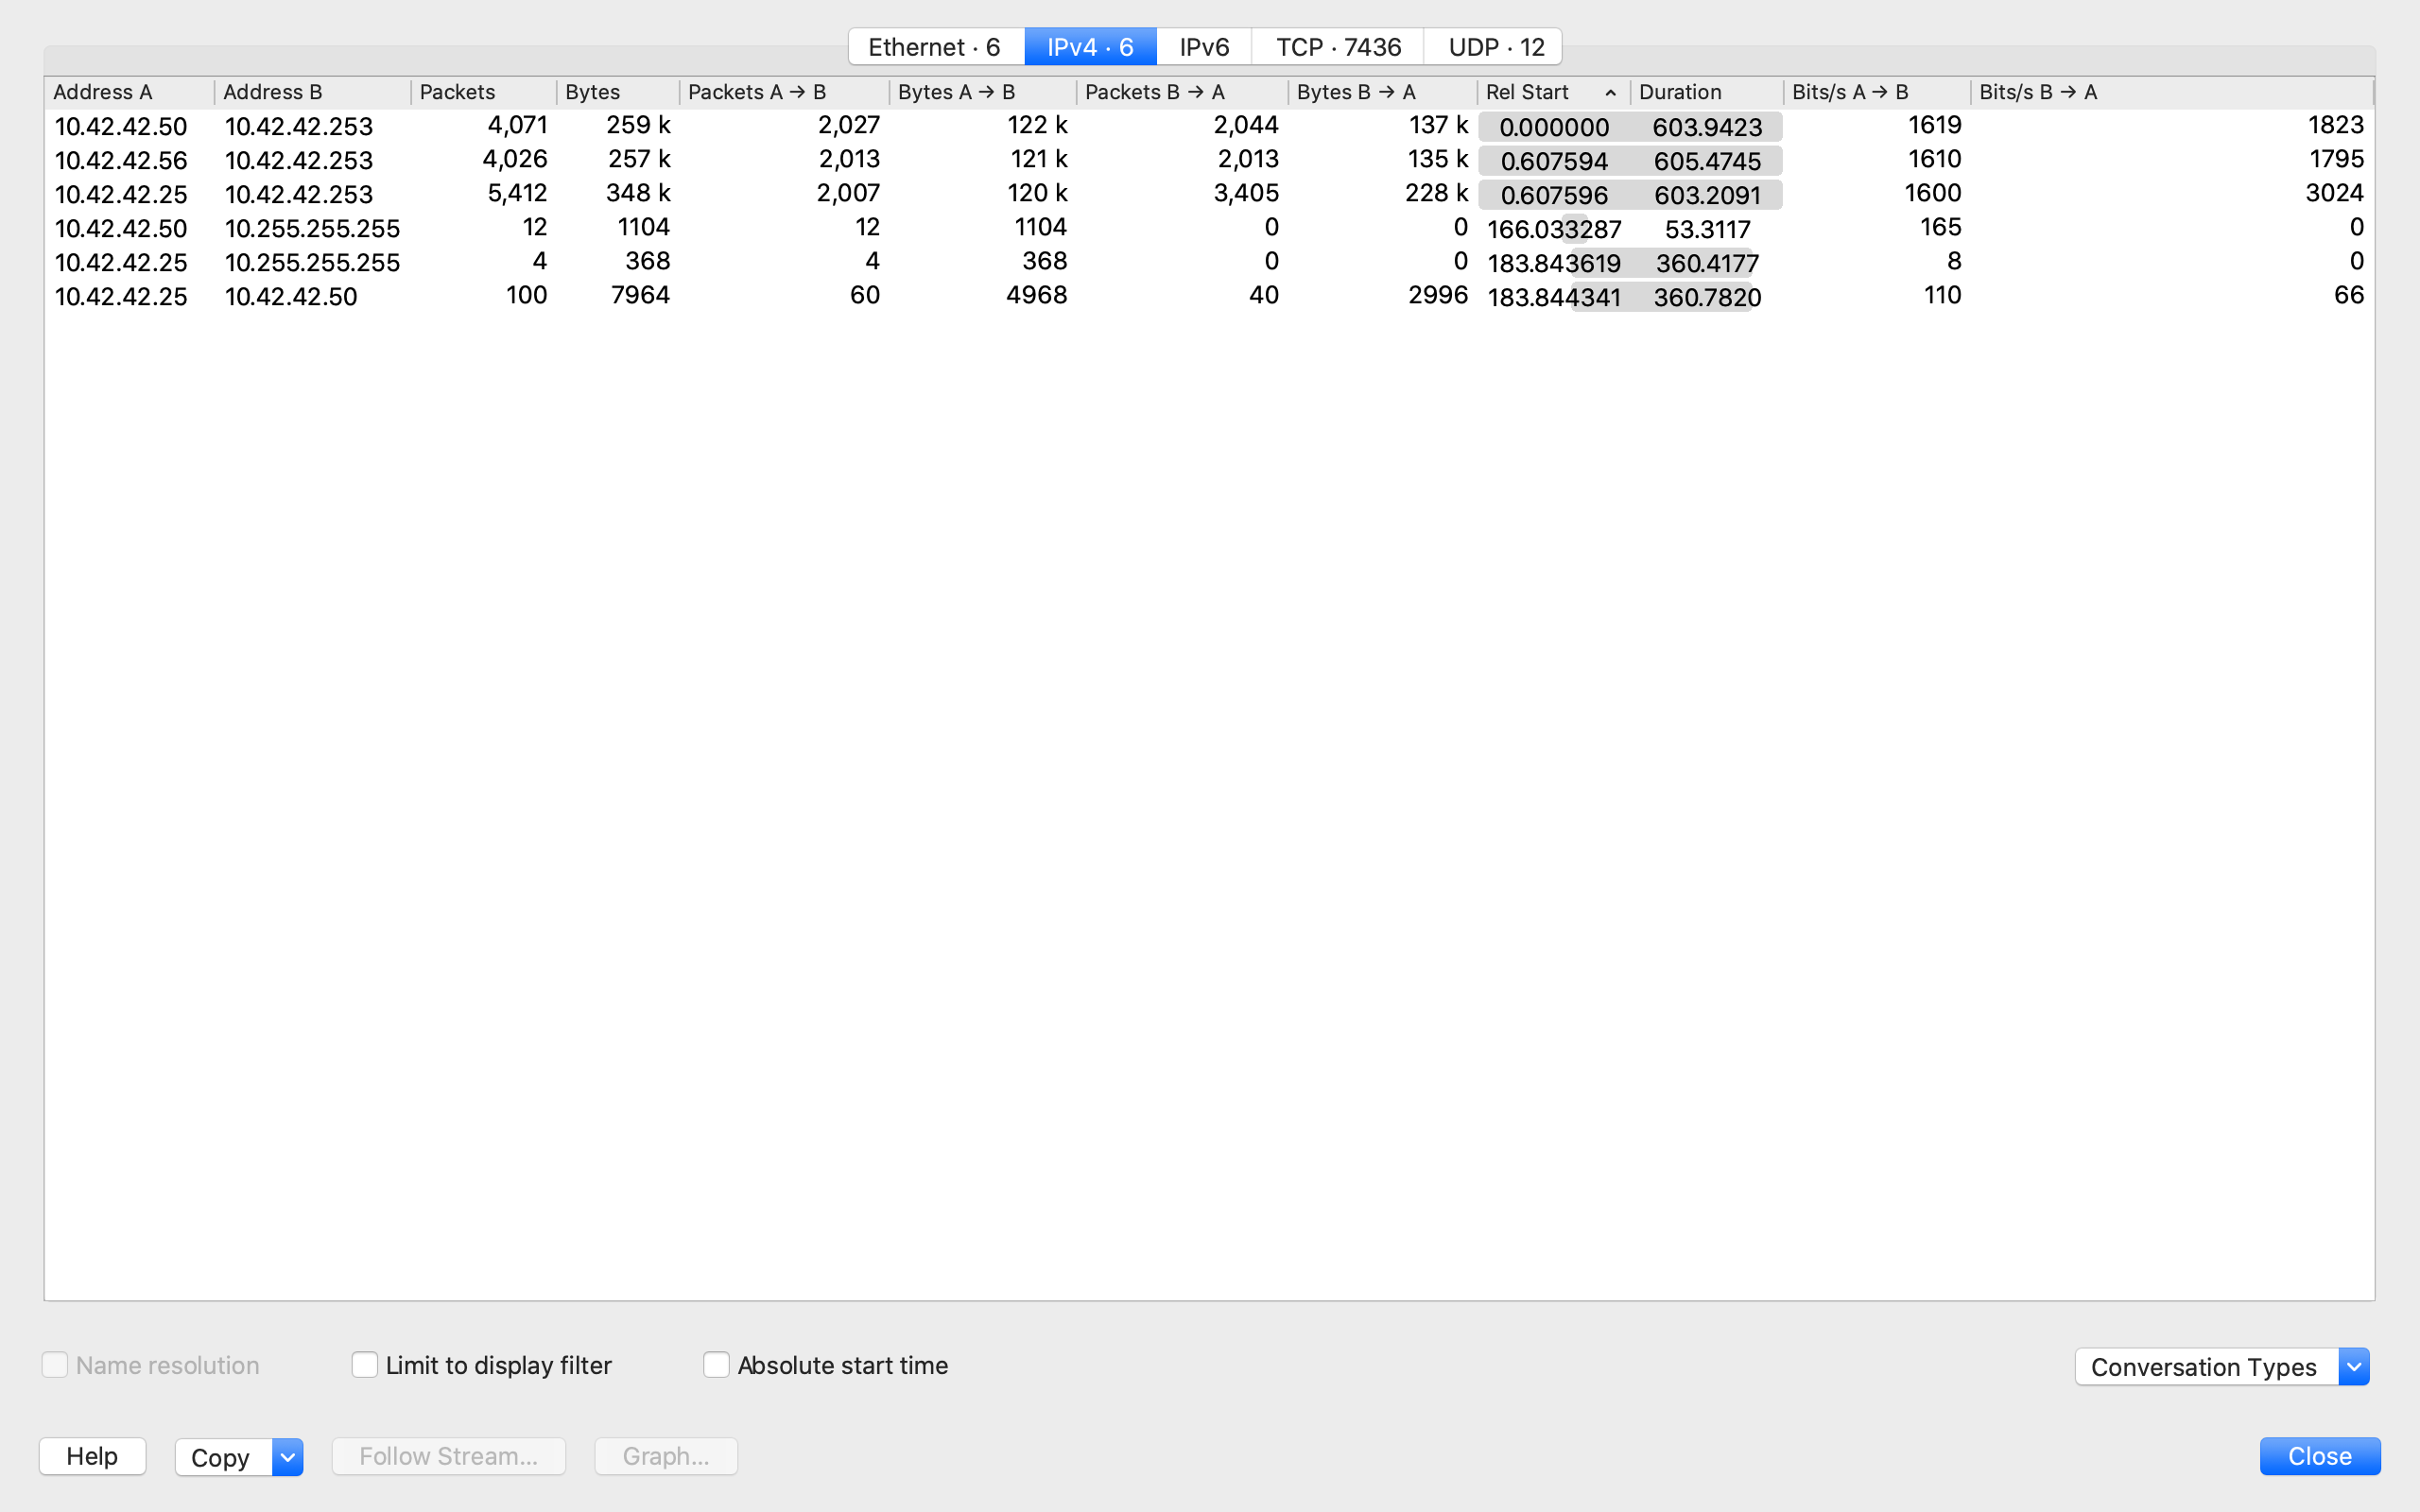 Ethernet · 6 IPv4 · 6 IPv6 TCP · 7436 UDP · 12
Address A Address B Packets Bytes Packets A → B Bytes A → B Packets B → A Bytes B → A Rel Start Duration Bits/s A → B Bits/s B → A
10.42.42.50 10.42.42.253 4,071 259 k 2,027 122 k 2,044 137 k 0.000000 603.9423 1619 1823
10.42.42.56 10.42.42.253 4,026 257 k 2,013 121 k 2,013 135 k 0.607594 605.4745 1610 1795
10.42.42.25 10.42.42.253 5,412 348 k 2,007 120 k 3,405 228 k 0.607596 603.2091 1600 3024
10.42.42.50 10.255.255.255 12 1104 12 1104 0 0 166.033287 53.3117 165 0
10.42.42.25 10.255.255.255 4 368 4 368 0 0 183.843619 360.4177 8 0
10.42.42.25 10.42.42.50 100 7964 60 4968 40 2996 183.844341 360.7820 110 66
Name resolution Limit to display filter Absolute start time Conversation Types
Help Copy Follow Stream... Graph... Close